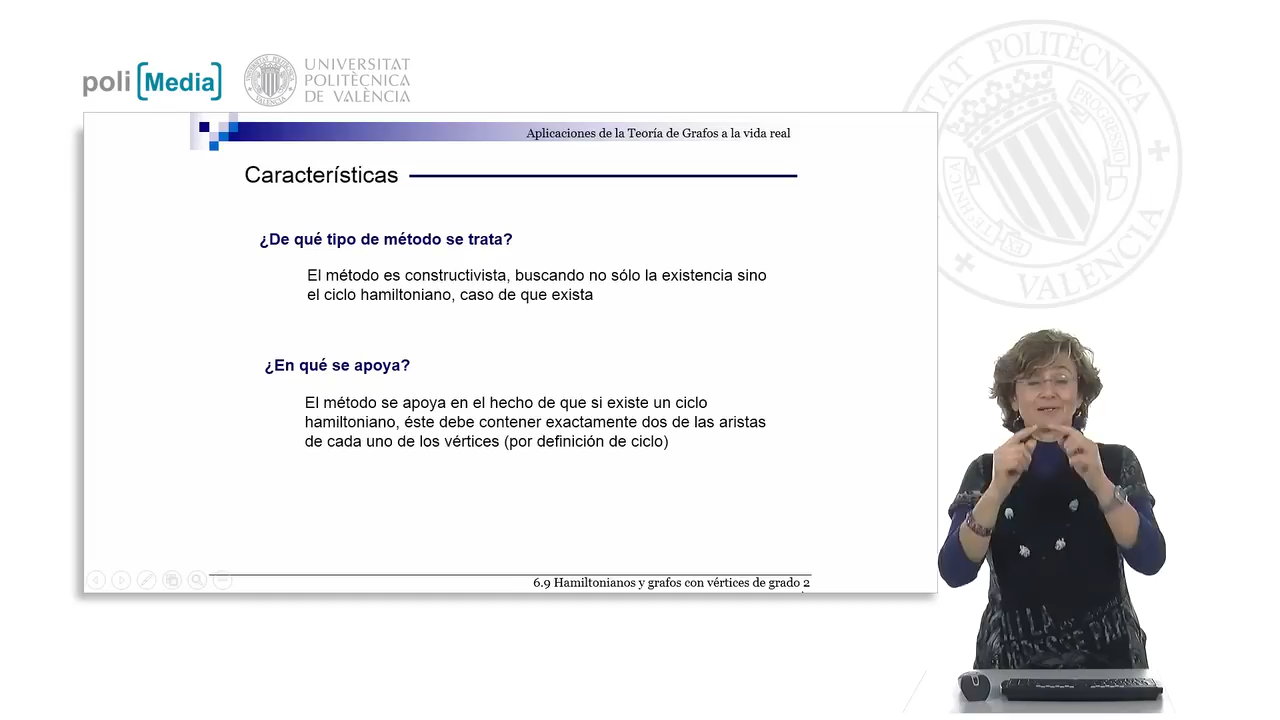 poli [Media]
UNIVERSITAT
POLITÈCNICA
DE VALÈNCIA
Aplicaciones de la Teoría de Grafos a la vida real
Características
¿De qué tipo de método se trata?
El método es constructivista, buscando no sólo la existencia sino
el ciclo hamiltoniano, caso de que exista
¿En qué se apoya?
El método se apoya en el hecho de que si existe un ciclo
hamiltoniano, éste debe contener exactamente dos de las aristas
de cada uno de los vértices (por definición de ciclo)
6.9 Hamiltonianos y grafos con vértices de grado 2
POLITÈCNICA
VALÈNCIA